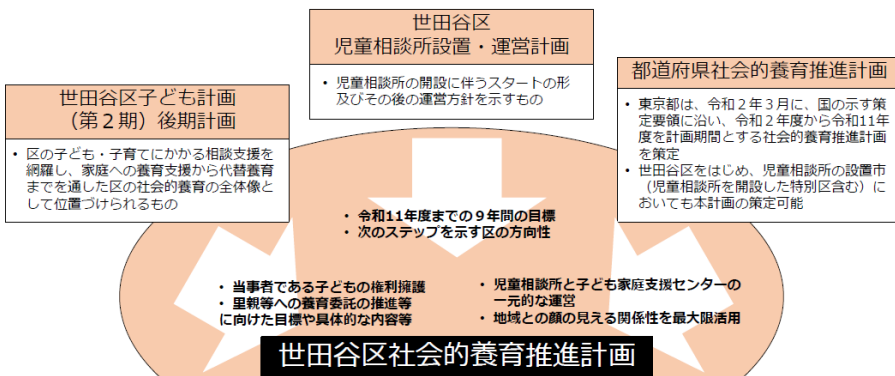 世田谷区
児童相談所設置・運営計画
・ 児童相談所の開設に伴うスタートの形
及びその後の運営方針を示すもの
世田谷区子ども計画
（第２期）後期計画
・ 区の子ども・子育てにかかる相談支援を
網羅し、家庭への養育支援から代替養育
までを通した区の社会的養育の全体像と
して位置づけられるもの
都道府県社会的養育推進計画
・ 東京都は、令和２年３月に、国の示す策
定要領に沿い、令和２年度から令和11年
度を計画期間とする社会的養育推進計画
を策定
・ 世田谷区をはじめ、児童相談所の設置市
（児童相談所を開設した特別区含む）に
おいても本計画の策定可能
・ 令和11年度までの９年間の目標
・ 次のステップを示す区の方向性
・ 当事者である子どもの権利擁護
・ 里親等への養育委託の推進等
に向けた目標や具体的な内容等
・ 児童相談所と子ども家庭支援センターの
一元的な運営
・ 地域との顔の見える関係性を最大限活用
世田谷区社会的養育推進計画